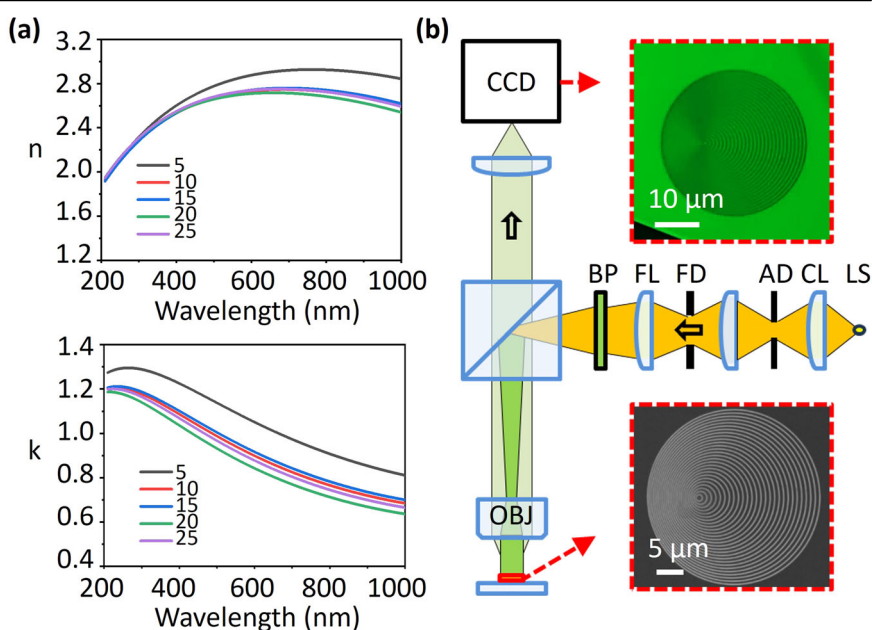 (a)
3.2
2.8
2.4
2.0
1.6
1.2
n
5
10
15
20
25
200 400 600 800 1000
Wavelength (nm)
1.4
1.2
1.0
0.8
0.6
0.4
k
5
10
15
20
25
200 400 600 800 1000
Wavelength (nm)
(b)
CCD
10 μm
BP FL FD AD CL LS
OBJ
5 μm